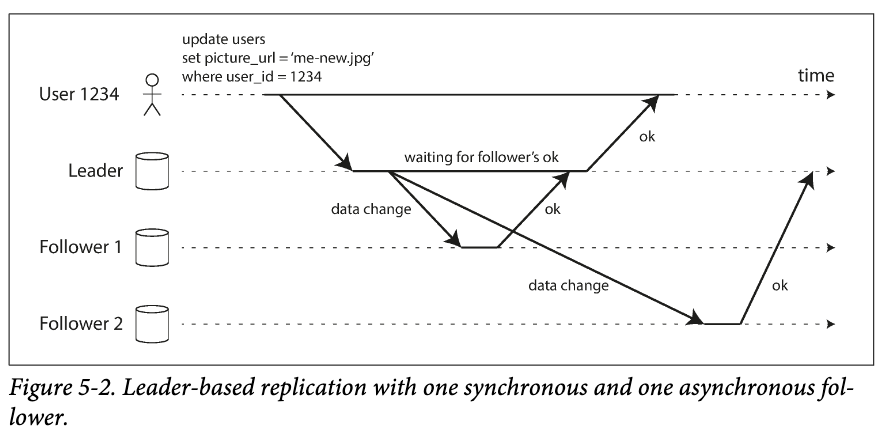 update users
set picture_url = ‘me-new.jpg’
where user_id = 1234
time
User 1234
ok
waiting for follower’s ok
Leader
data change
ok
Follower 1
data change
ok
Follower 2
Figure 5-2. Leader-based replication with one synchronous and one asynchronous fol-
lower.